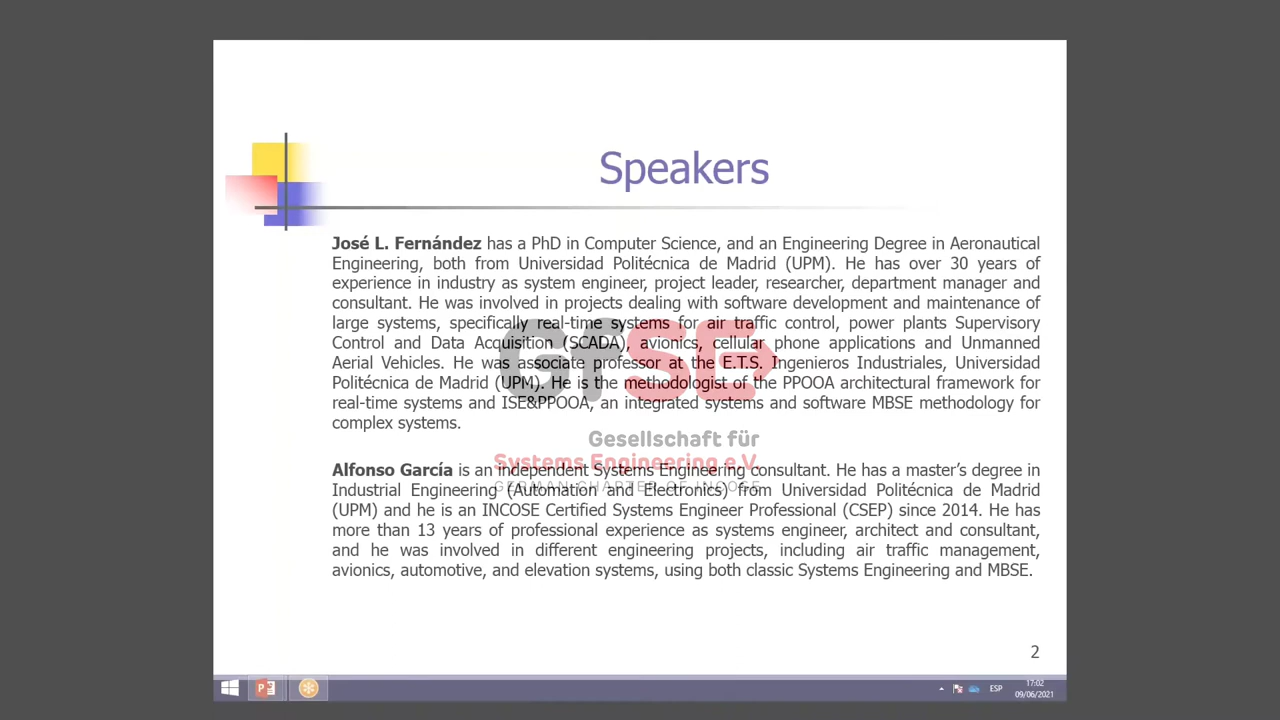 Speakers
José L. Fernández has a PhD in Computer Science, and an Engineering Degree in Aeronautical
Engineering, both from Universidad Politécnica de Madrid (UPM). He has over 30 years of
experience in industry as system engineer, project leader, researcher, department manager and
consultant. He was involved in projects dealing with software development and maintenance of
large systems, specifically real-time systems for air traffic control, power plants Supervisory
Control and Data Acquisition (SCADA), avionics, cellular phone applications and Unmanned
Aerial Vehicles. He was associate professor at the E.T.S. Ingenieros Industriales, Universidad
Politécnica de Madrid (UPM). He is the methodologist of the PPOOA architectural framework for
real-time systems and ISE&PPOOA, an integrated systems and software MBSE methodology for
complex systems.
GfSE
Gesellschaft für
Systems Engineering e.V.
GERMAN CHAPTER OF INCOSE
Alfonso García is an independent Systems Engineering consultant. He has a master’s degree in
Industrial Engineering (Automation and Electronics) from Universidad Politécnica de Madrid
(UPM) and he is an INCOSE Certified Systems Engineer Professional (CSEP) since 2014. He has
more than 13 years of professional experience as systems engineer, architect and consultant,
and he was involved in different engineering projects, including air traffic management,
avionics, automotive, and elevation systems, using both classic Systems Engineering and MBSE.
2
ESP
17:02
09/06/2021